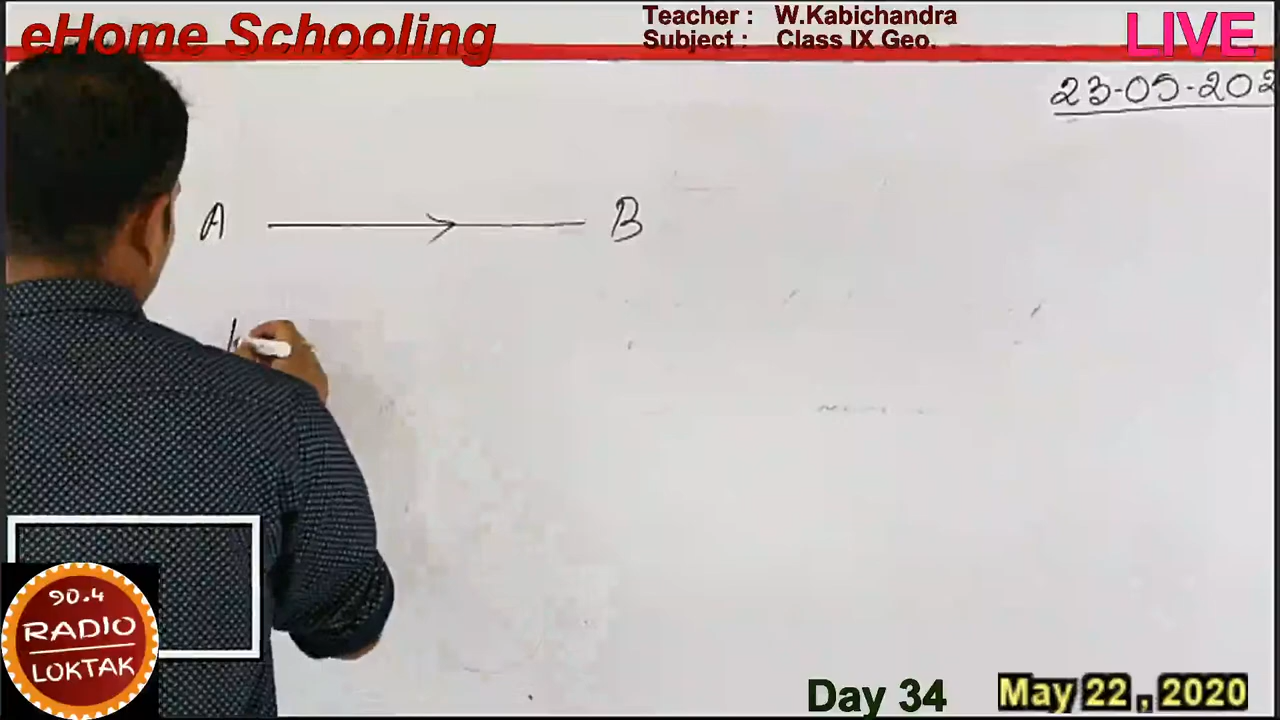 eHome Schooling
Teacher : W.Kabichandra
Subject : Class IX Geo.
LIVE
23-05-202
A B
90.4
RADIO
LOKTAK
Day 34
May 22 , 2020